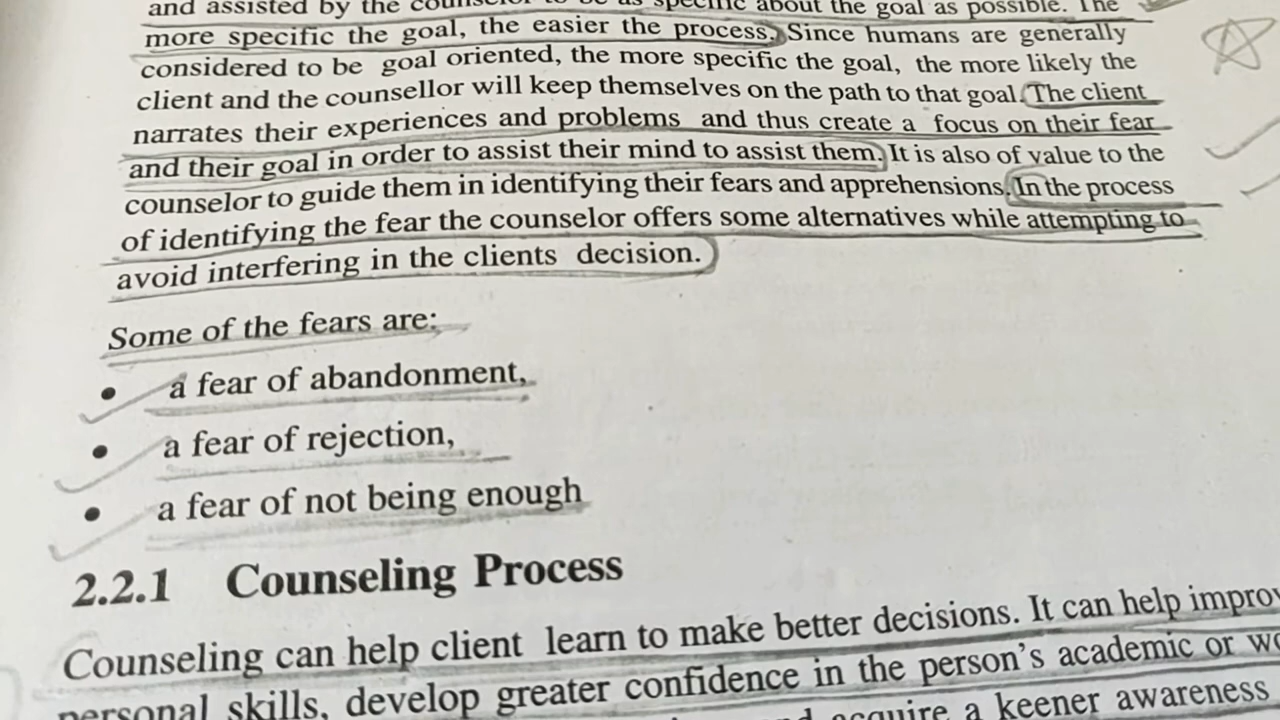 and assisted by the counselor to be as specific about the goal as possible. The
more specific the goal, the easier the process. Since humans are generally
considered to be goal oriented, the more specific the goal, the more likely the
client and the counsellor will keep themselves on the path to that goal. The client
narrates their experiences and problems and thus create a focus on their fear
and their goal in order to assist their mind to assist them. It is also of value to the
counselor to guide them in identifying their fears and apprehensions. In the process
of identifying the fear the counselor offers some alternatives while attempting to
avoid interfering in the clients decision.
Some of the fears are:
• a fear of abandonment,
• a fear of rejection,
• a fear of not being enough
2.2.1 Counseling Process
Counseling can help client learn to make better decisions. It can help
personal skills, develop greater confidence in the person's academic or
acquire a keener awareness